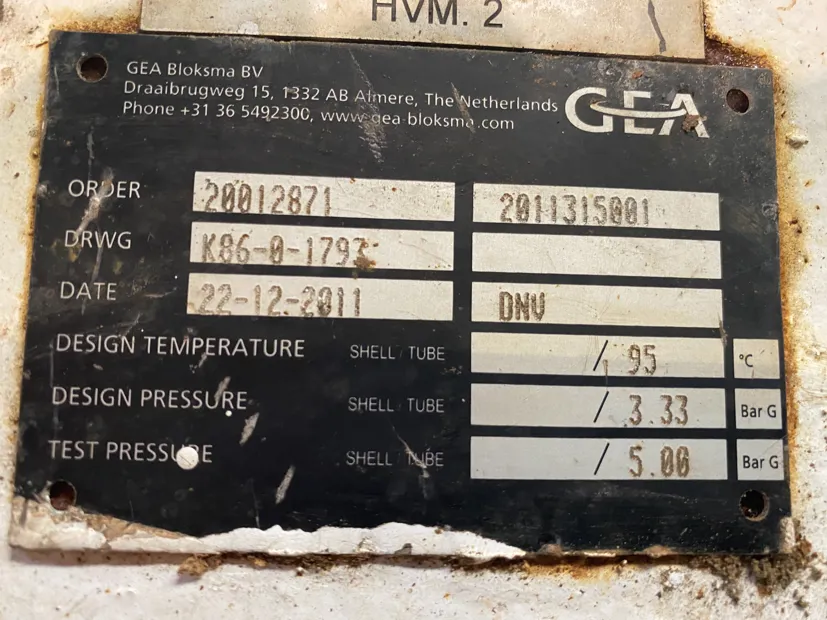 HVM. 2
GEA Bloksma BV
Draaibrugweg 15, 1332 AB Almere, The Netherlands
Phone +31 36 5492300, www.gea-bloksma.com
GEA
ORDER 20012871 2011315001
DRWG K86-0-1793
DATE 22-12-2011 DNV
DESIGN TEMPERATURE SHELL / TUBE / 95 °C
DESIGN PRESSURE SHELL / TUBE / 3.33 Bar G
TEST PRESSURE SHELL / TUBE / 5.00 Bar G